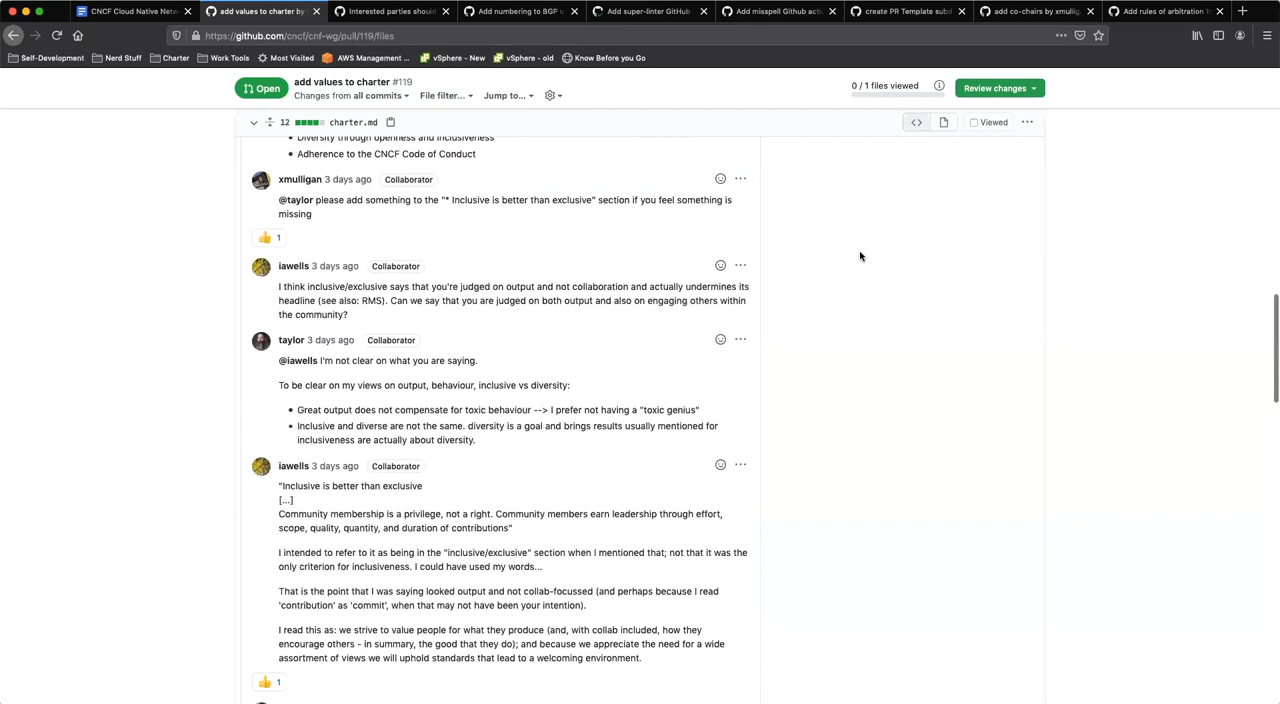 CNCF Cloud Native Netw
add values to charter by
Interested parties shoul
Add numbering to BGP u
Add super-linter GitHub
Add misspell Github acti
create PR Template subd
add co-chairs by xmullig
Add rules of arbitration f
https://github.com/cncf/cnf-wg/pull/119/files
Self-Development Nerd Stuff Charter Work Tools Most Visited AWS Management ... vSphere - New vSphere - old Know Before you Go
Open
add values to charter #119
Changes from all commits File filter... Jump to...
0 / 1 files viewed
Review changes
12 charter.md
Viewed
• Diversity through openness and inclusiveness
• Adherence to the CNCF Code of Conduct
xmulligan 3 days ago Collaborator
@taylor please add something to the "* Inclusive is better than exclusive" section if you feel something is
missing
1
iawells 3 days ago Collaborator
I think inclusive/exclusive says that you're judged on output and not collaboration and actually undermines its
headline (see also: RMS). Can we say that you are judged on both output and also on engaging others within
the community?
taylor 3 days ago Collaborator
@iawells I'm not clear on what you are saying.
To be clear on my views on output, behaviour, inclusive vs diversity:
• Great output does not compensate for toxic behaviour --> I prefer not having a "toxic genius"
• Inclusive and diverse are not the same. diversity is a goal and brings results usually mentioned for
inclusiveness are actually about diversity.
iawells 3 days ago Collaborator
"Inclusive is better than exclusive
[...]
Community membership is a privilege, not a right. Community members earn leadership through effort,
scope, quality, quantity, and duration of contributions"
I intended to refer to it as being in the "inclusive/exclusive" section when I mentioned that; not that it was the
only criterion for inclusiveness. I could have used my words...
That is the point that I was saying looked output and not collab-focussed (and perhaps because I read
'contribution' as 'commit', when that may not have been your intention).
I read this as: we strive to value people for what they produce (and, with collab included, how they
encourage others - in summary, the good that they do); and because we appreciate the need for a wide
assortment of views we will uphold standards that lead to a welcoming environment.
1